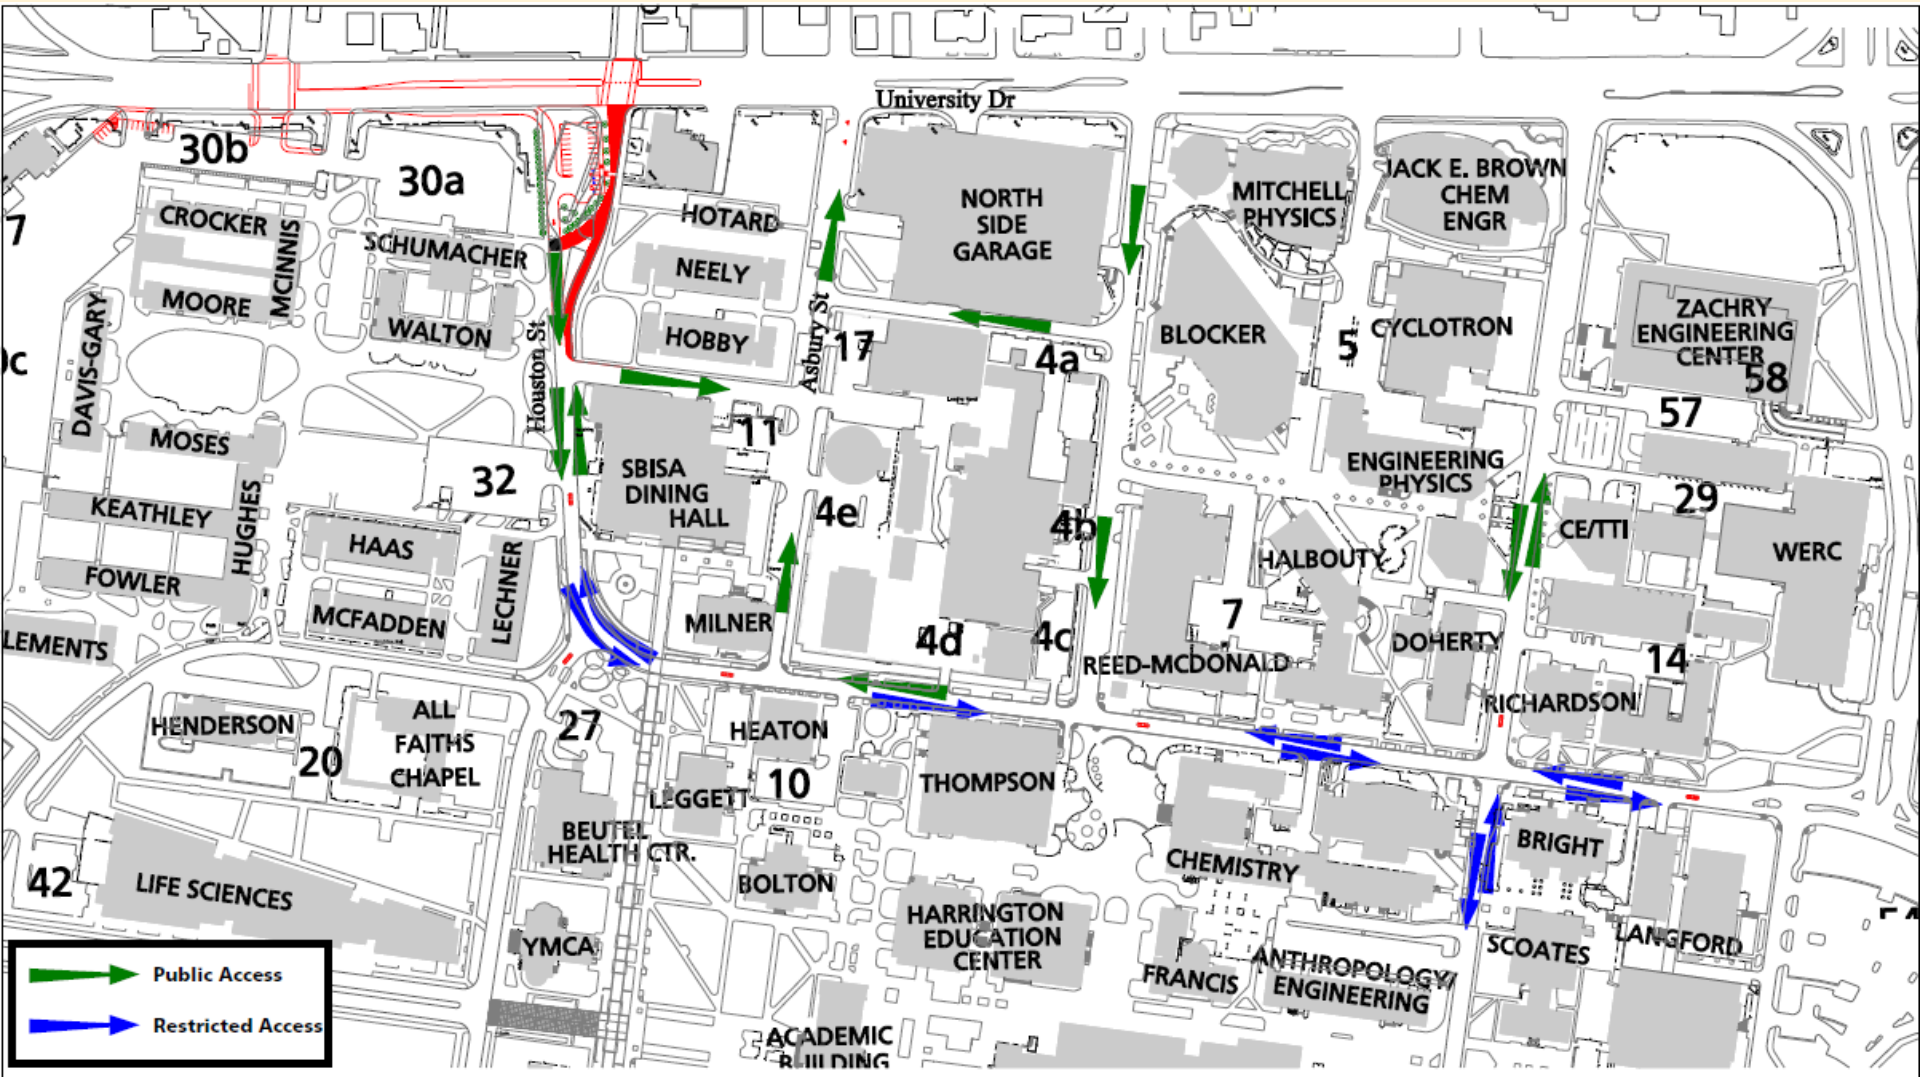 University Dr
30b
30a
CROCKER
MCINNIS
SCHUMACHER
MOORE
WALTON
DAVIS-GARY
7
0c
HOTARD
NEELY
HOBBY
Houston St
Asbury St
NORTH
SIDE
GARAGE
17
4a
MITCHELL
PHYSICS
JACK E. BROWN
CHEM
ENGR
BLOCKER
5
CYCLOTRON
ZACHRY
ENGINEERING
CENTER
58
57
MOSES
32
SBISA
DINING
HALL
11
4e
4b
ENGINEERING
PHYSICS
29
CE/TTI
WERC
KEATHLEY
HUGHES
HAAS
FOWLER
LECHNER
MCFADDEN
MILNER
4d
4c
HALBOUTY
7
DOHERTY
REED-MCDONALD
14
RICHARDSON
LEMENTS
HENDERSON
ALL
FAITHS
CHAPEL
20
27
HEATON
LEGGETT
10
THOMPSON
BEUTEL
HEALTH CTR.
BOLTON
CHEMISTRY
BRIGHT
42
LIFE SCIENCES
YMCA
HARRINGTON
EDUCATION
CENTER
FRANCIS
ANTHROPOLOGY/
ENGINEERING
SCOATES
LANGFORD
ACADEMIC
BUILDING
Public Access
Restricted Access